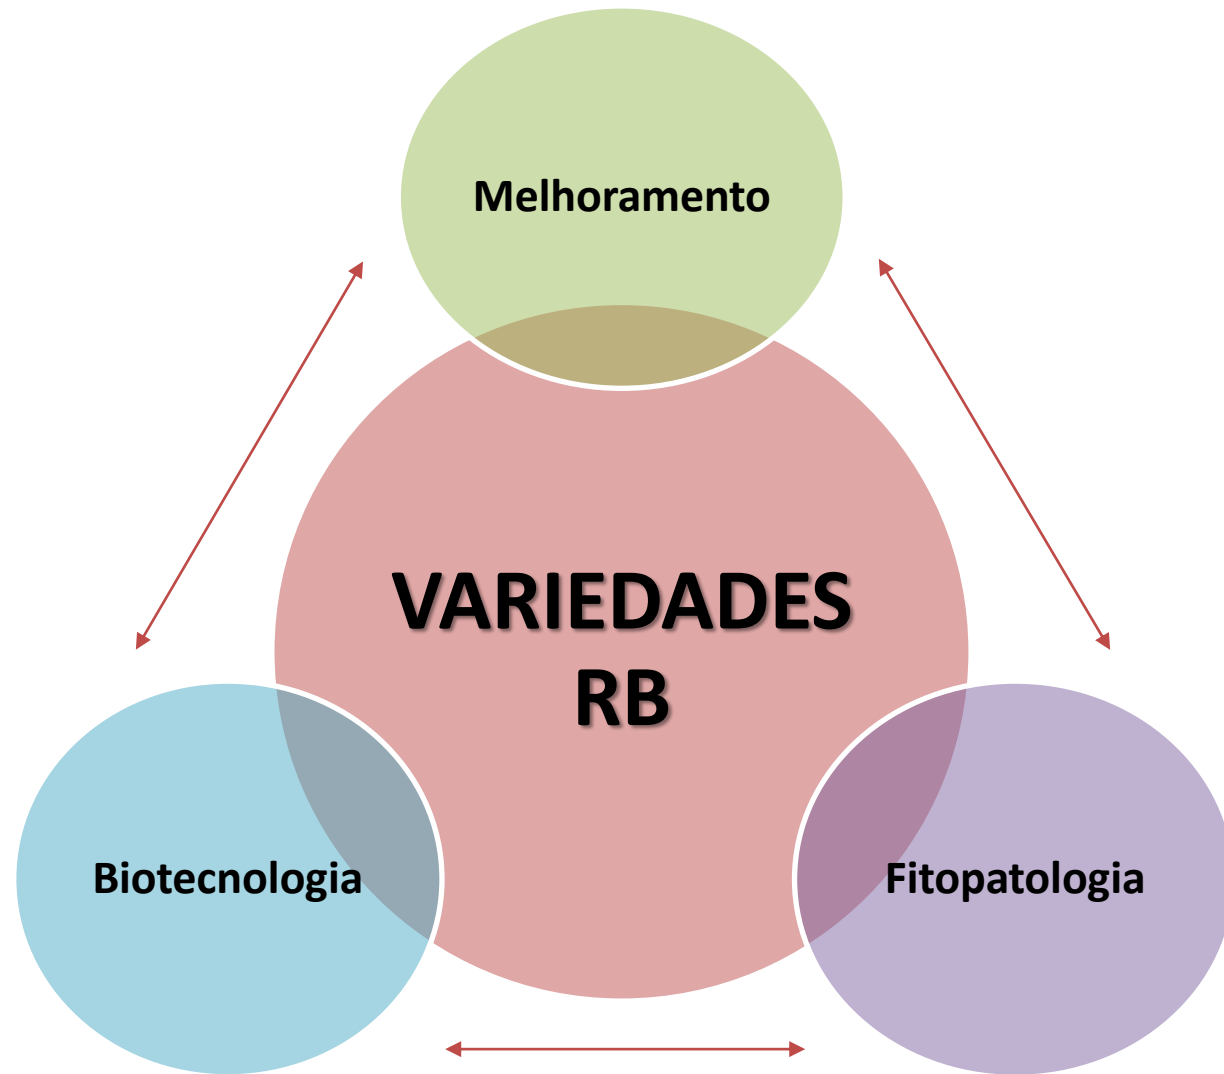 Melhoramento
VARIEDADES
RB
Biotecnologia
Fitopatologia